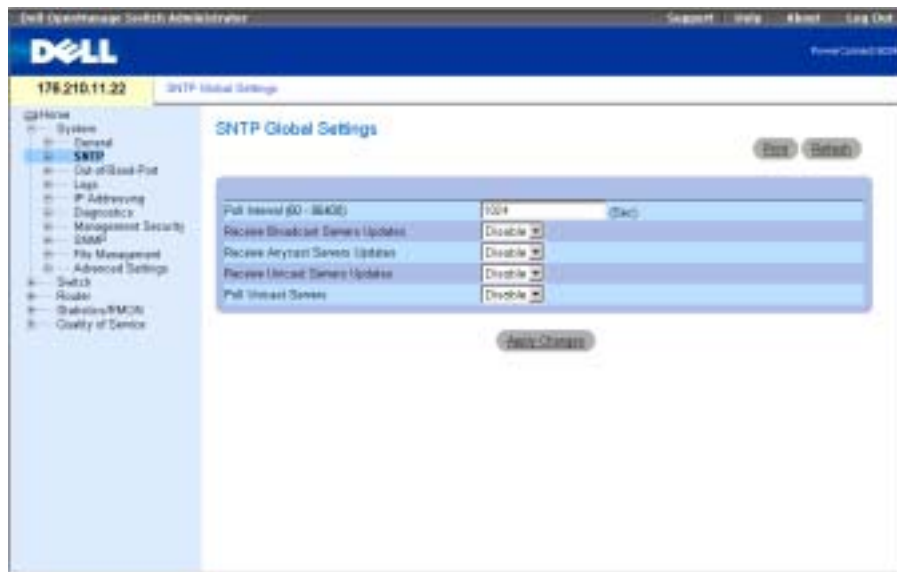 Dell OpenManage Switch Administrator
Support Help About Log Out
DELL
PowerConnect
176.210.11.22
SNTP Global Settings
Home
System
General
SNTP
Out-of-Band-Port
Logs
IP Addressing
Diagnostics
Management Security
SNMP
File Management
Advanced Settings
Switch
Router
Statistics/RMON
Quality of Service
SNTP Global Settings
Print Refresh
Poll Interval (60 - 86400) 1024 (Sec)
Receive Broadcast Servers Updates Disable
Receive Anycast Servers Updates Disable
Receive Unicast Servers Updates Disable
Poll Unicast Servers Disable
Apply Changes